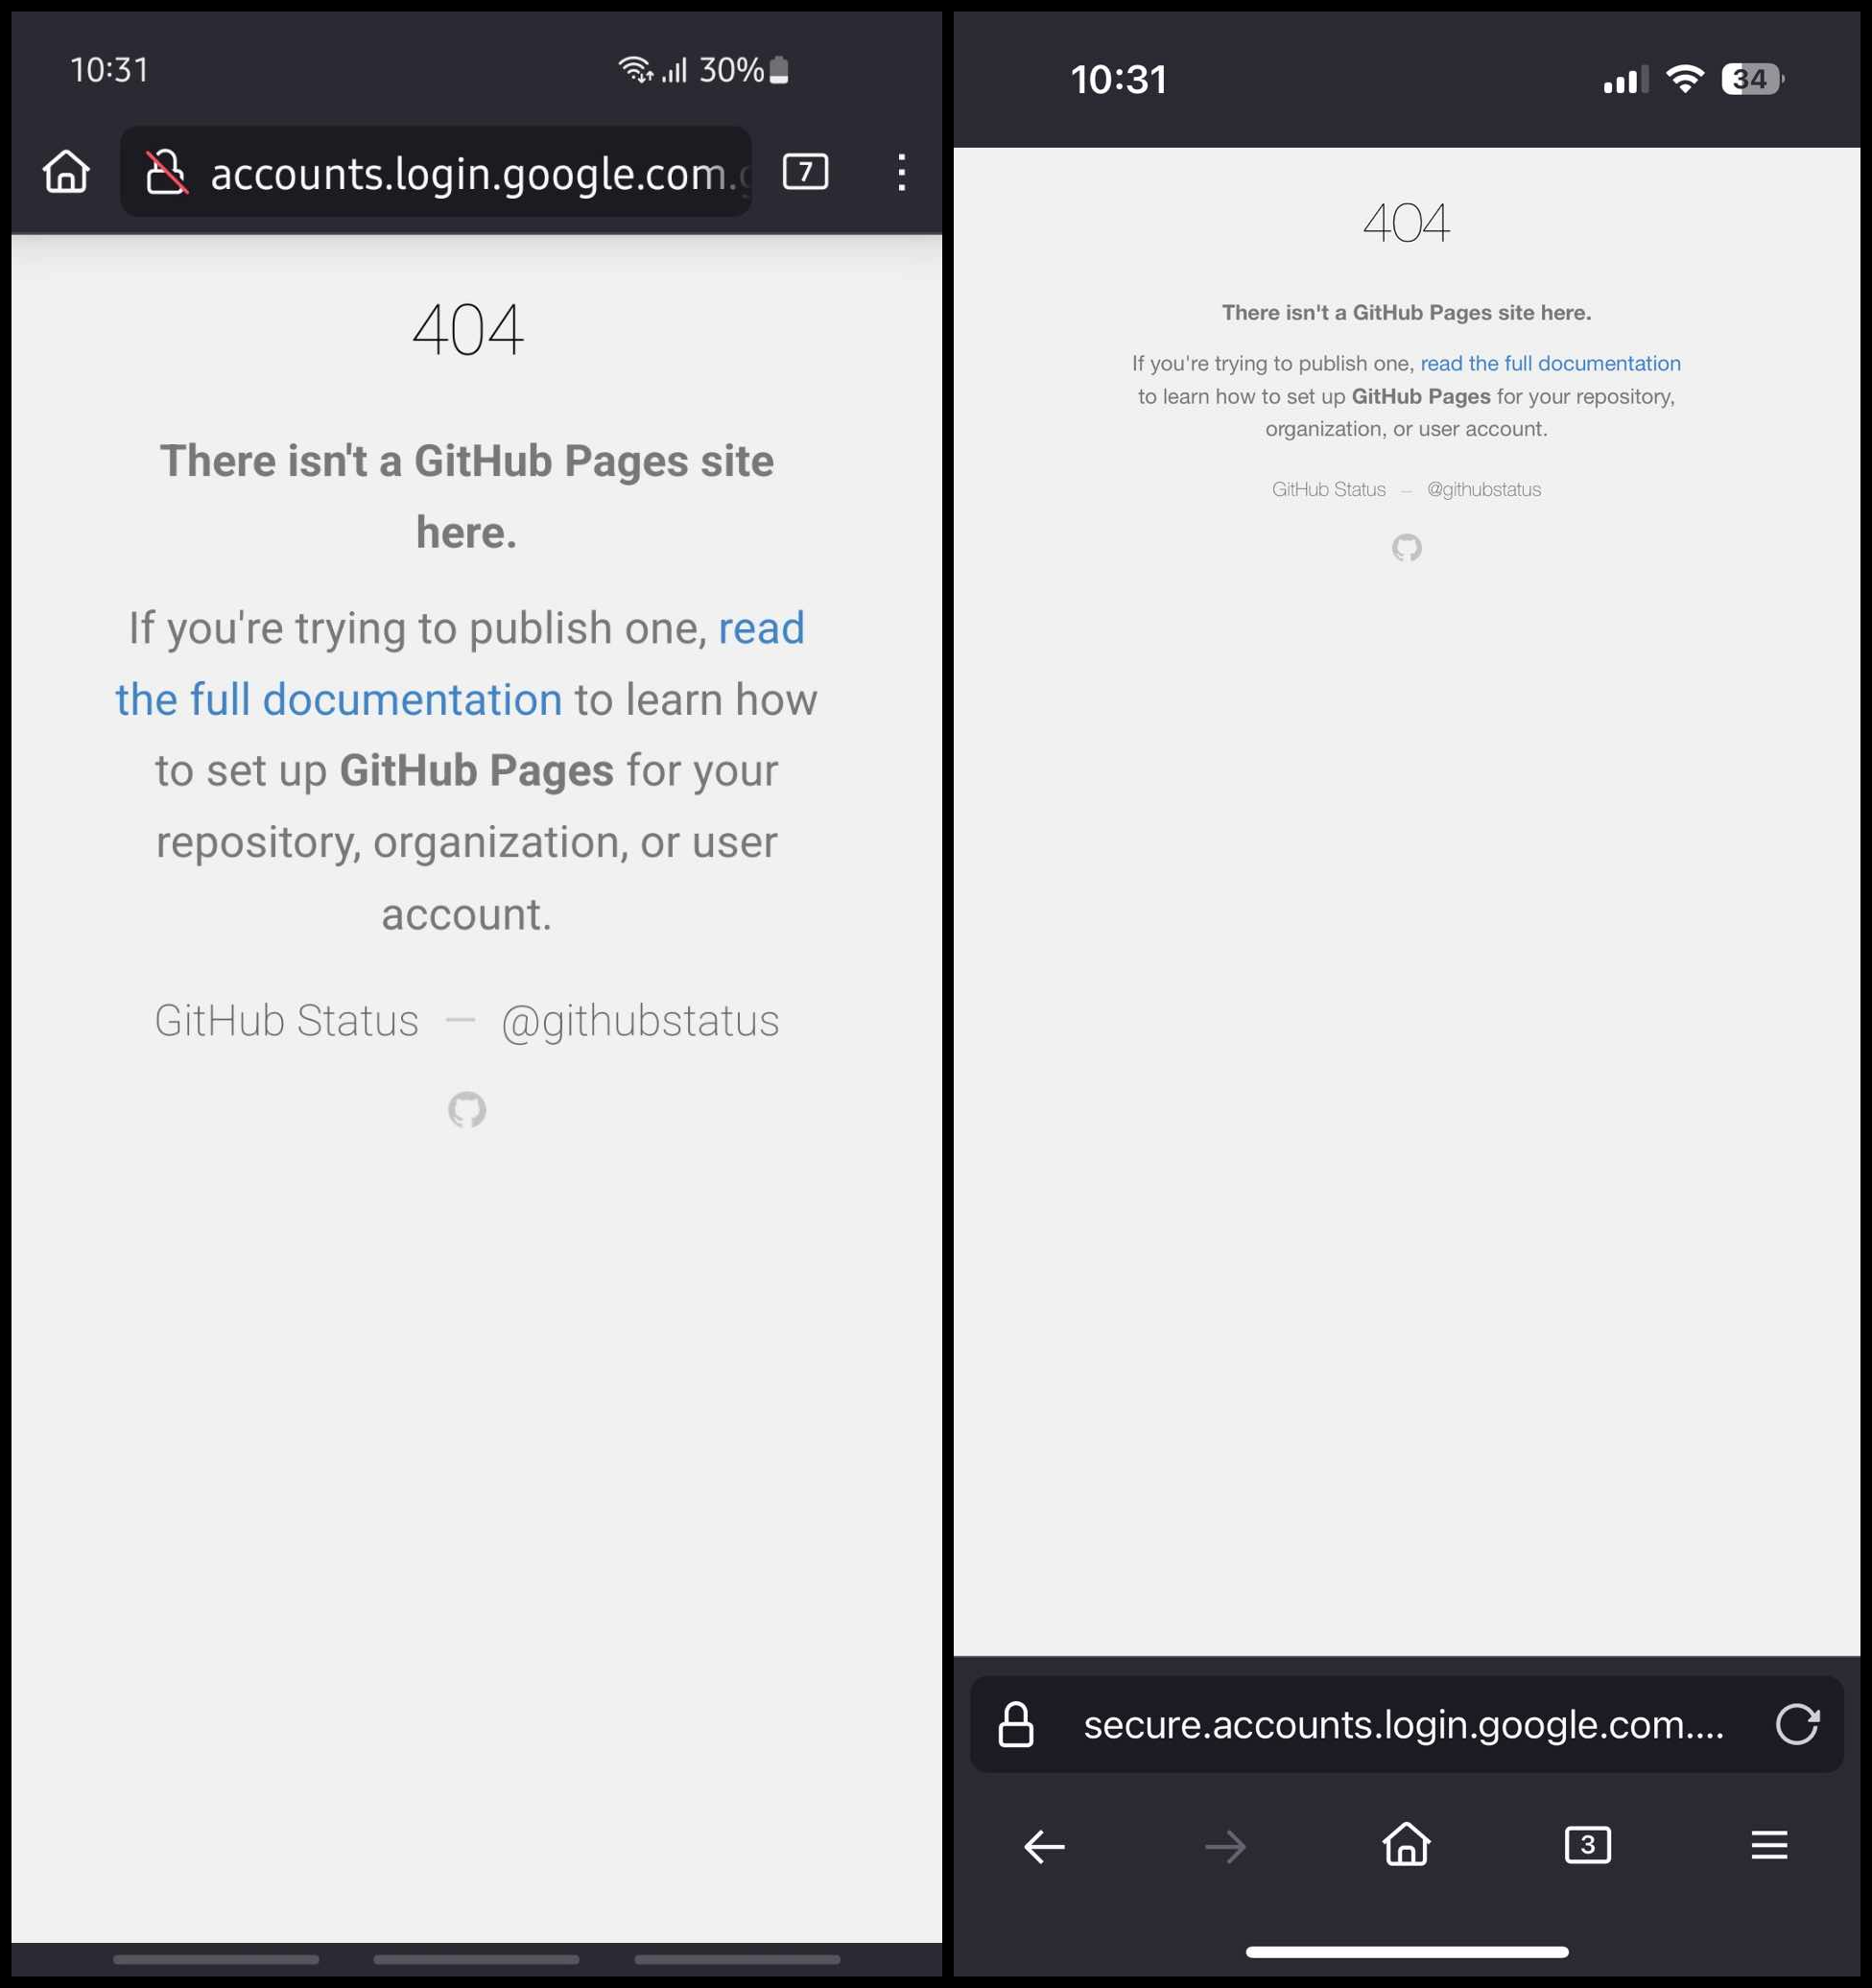 10:31
30%
accounts.login.google.com.
7
404
There isn't a GitHub Pages site
here.
If you're trying to publish one, read
the full documentation to learn how
to set up GitHub Pages for your
repository, organization, or user
account.
GitHub Status — @githubstatus
10:31
34
404
There isn't a GitHub Pages site here.
If you're trying to publish one, read the full documentation
to learn how to set up GitHub Pages for your repository,
organization, or user account.
GitHub Status — @githubstatus
secure.accounts.login.google.com....
3